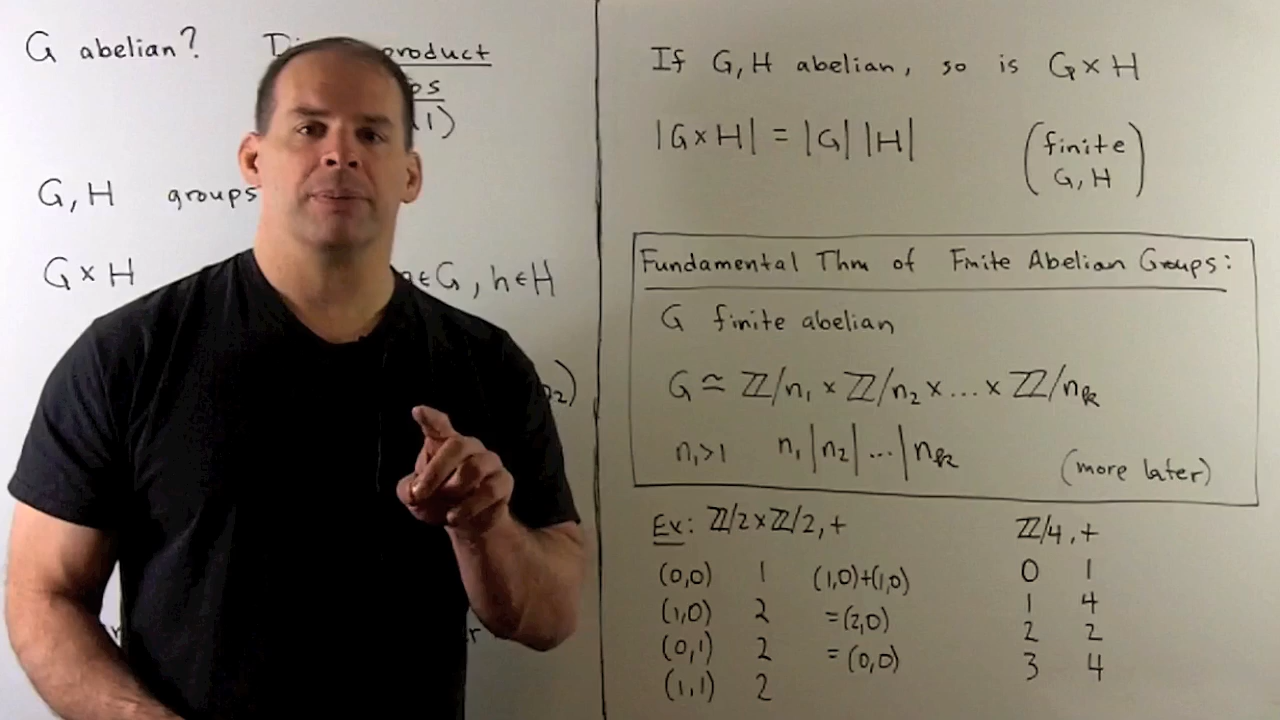 G abelian? product
(1)
G, H groups
G × H ∈ G, h ∈ H
If G, H abelian, so is G × H
|G × H| = |G| |H| (finite G, H)
Fundamental Thm of Finite Abelian Groups:
G finite abelian
G ≃ ℤ/n₁ × ℤ/n₂ × ... × ℤ/nₖ
n₁>1 n₁|n₂|...|nₖ (more later)
Ex: ℤ/2 × ℤ/2, + ℤ/4, +
(0,0) 1 (1,0)+(1,0) 0 1
(1,0) 2 =(2,0) 1 4
(0,1) 2 =(0,0) 2 2
(1,1) 2 3 4